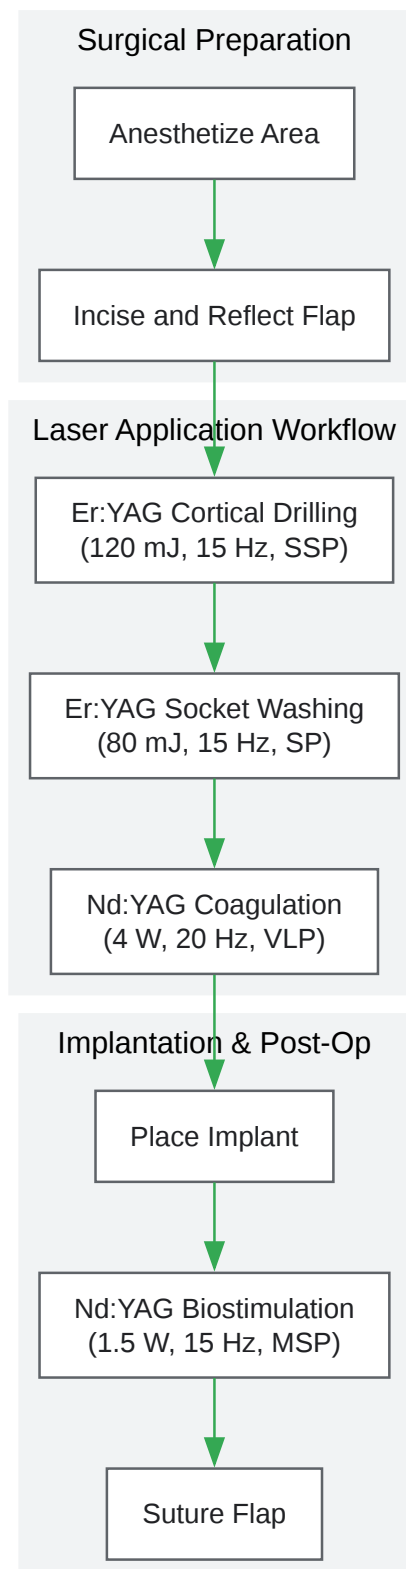 Surgical Preparation
Anesthetize Area
Incise and Reflect Flap
Laser Application Workflow
Er:YAG Cortical Drilling
(120 mJ, 15 Hz, SSP)
Er:YAG Socket Washing
(80 mJ, 15 Hz, SP)
Nd:YAG Coagulation
(4 W, 20 Hz, VLP)
Implantation & Post-Op
Place Implant
Nd:YAG Biostimulation
(1.5 W, 15 Hz, MSP)
Suture Flap